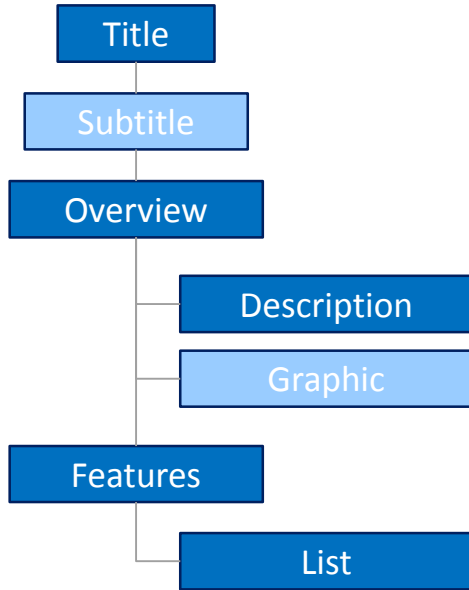 Title
Subtitle
Overview
Description
Graphic
Features
List